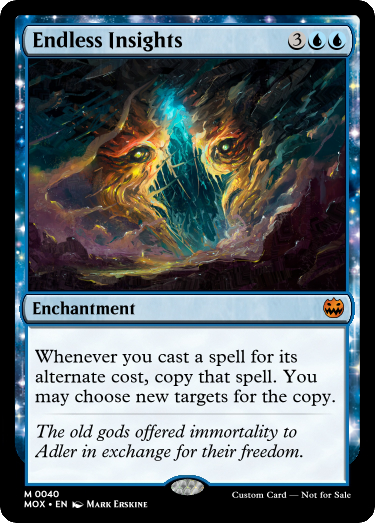 Endless Insights 3
Enchantment
Whenever you cast a spell for its
alternate cost, copy that spell. You
may choose new targets for the copy.
The old gods offered immortality to
Adler in exchange for their freedom.
M 0040
MOX • EN Mark Erskine
Custom Card — Not for Sale